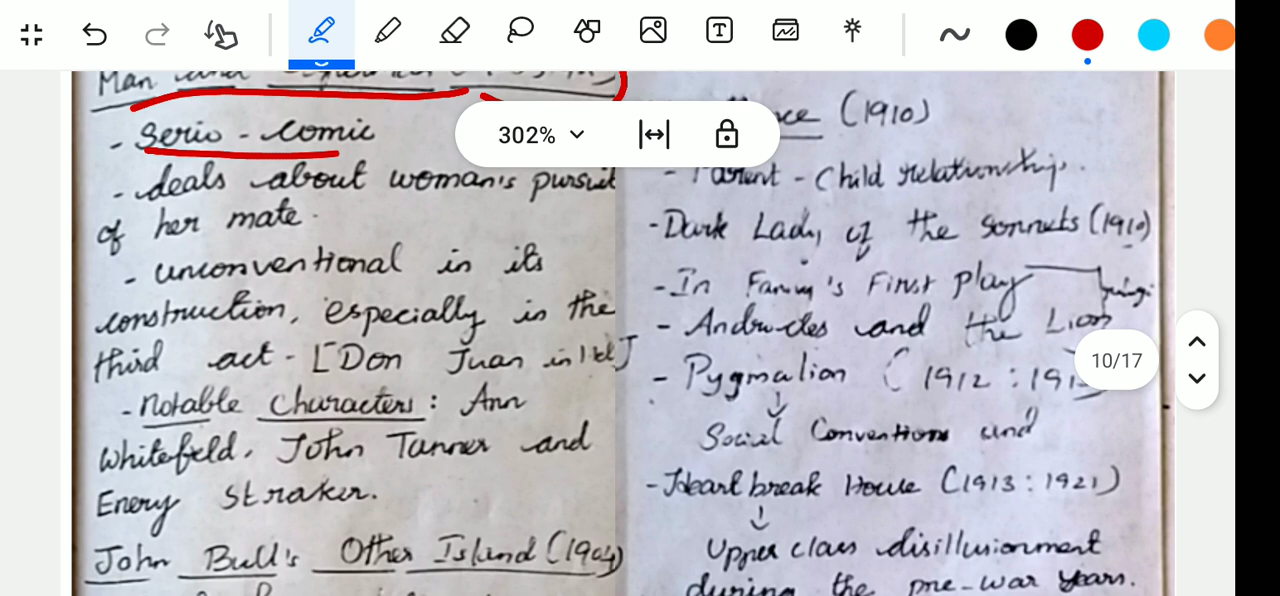 302%
10/17
Man and
- Serio - Comic
- deals about woman's pursuit
of her mate.
- unconventional in its
construction, especially in the
third act - [Don Juan in Hell]
- Notable Characters: Ann
Whitefield, John Tanner and
Enery Straker.
John Bull's Other Island (1904)
(1910)
- Parent - Child relationship.
- Dark Lady of the Sonnets (1910)
- In Fanny's First Play
- Androcles and the Lion
- Pygmalion (1912 :
Social Conventions and
- Heartbreak House (1913 : 1921)
Upper class disillusionment
during the pre-war years.